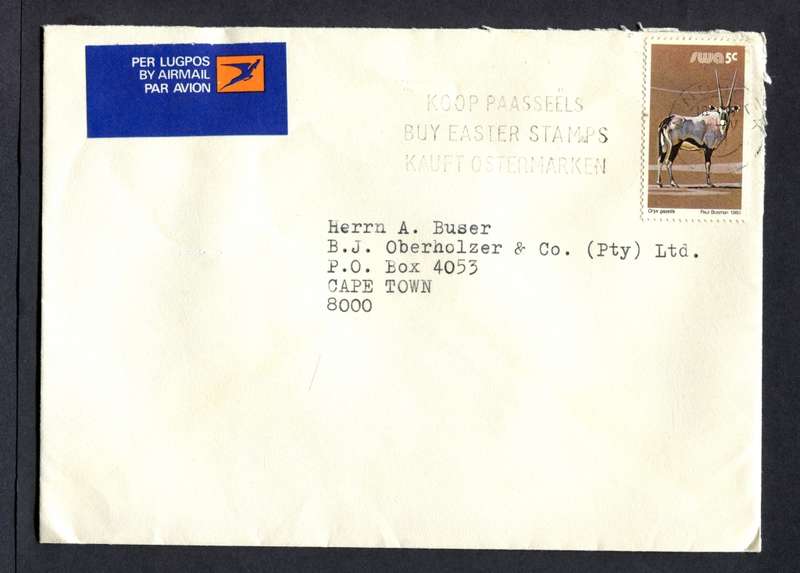 PER LUGPOS
BY AIRMAIL
PAR AVION
swa 5c
KOOP PAASSEËLS
BUY EASTER STAMPS
KAUFT OSTERMARKEN
Oryx gazella Paul Bosman 1980
Herrn A. Buser
B.J. Oberholzer & Co. (Pty) Ltd.
P.O. Box 4053
CAPE TOWN
8000